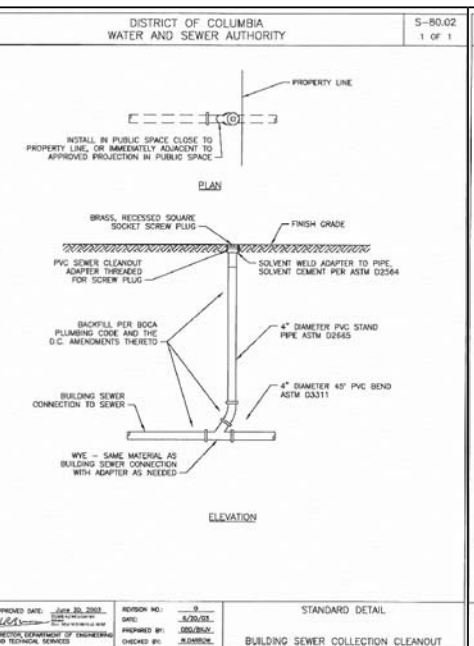 DISTRICT OF COLUMBIA
WATER AND SEWER AUTHORITY
S-80.02
1 OF 1
PROPERTY LINE
INSTALL IN PUBLIC SPACE CLOSE TO
PROPERTY LINE, OR IMMEDIATELY ADJACENT TO
APPROVED PROJECTION IN PUBLIC SPACE
PLAN
BRASS, RECESSED SQUARE
SOCKET SCREW PLUG
FINISH GRADE
PVC SEWER CLEANOUT
ADAPTER THREADED
FOR SCREW PLUG
SOLVENT WELD ADAPTER TO PIPE,
SOLVENT CEMENT PER ASTM D2564
BACKFILL PER BOCA
PLUMBING CODE AND THE
D.C. AMENDMENTS THERETO
4" DIAMETER PVC STAND
PIPE ASTM D2665
4" DIAMETER 45° PVC BEND
ASTM D3311
BUILDING SEWER
CONNECTION TO SEWER
WYE - SAME MATERIAL AS
BUILDING SEWER CONNECTION
WITH ADAPTER AS NEEDED
ELEVATION
PROVED DATE: June 20, 2003
RECTOR, DEPARTMENT OF ENGINEERING
D TECHNICAL SERVICES
REVISION NO.: 0
DATE: 6/20/03
PREPARED BY:
CHECKED BY: M.DARROW
STANDARD DETAIL
BUILDING SEWER COLLECTION CLEANOUT